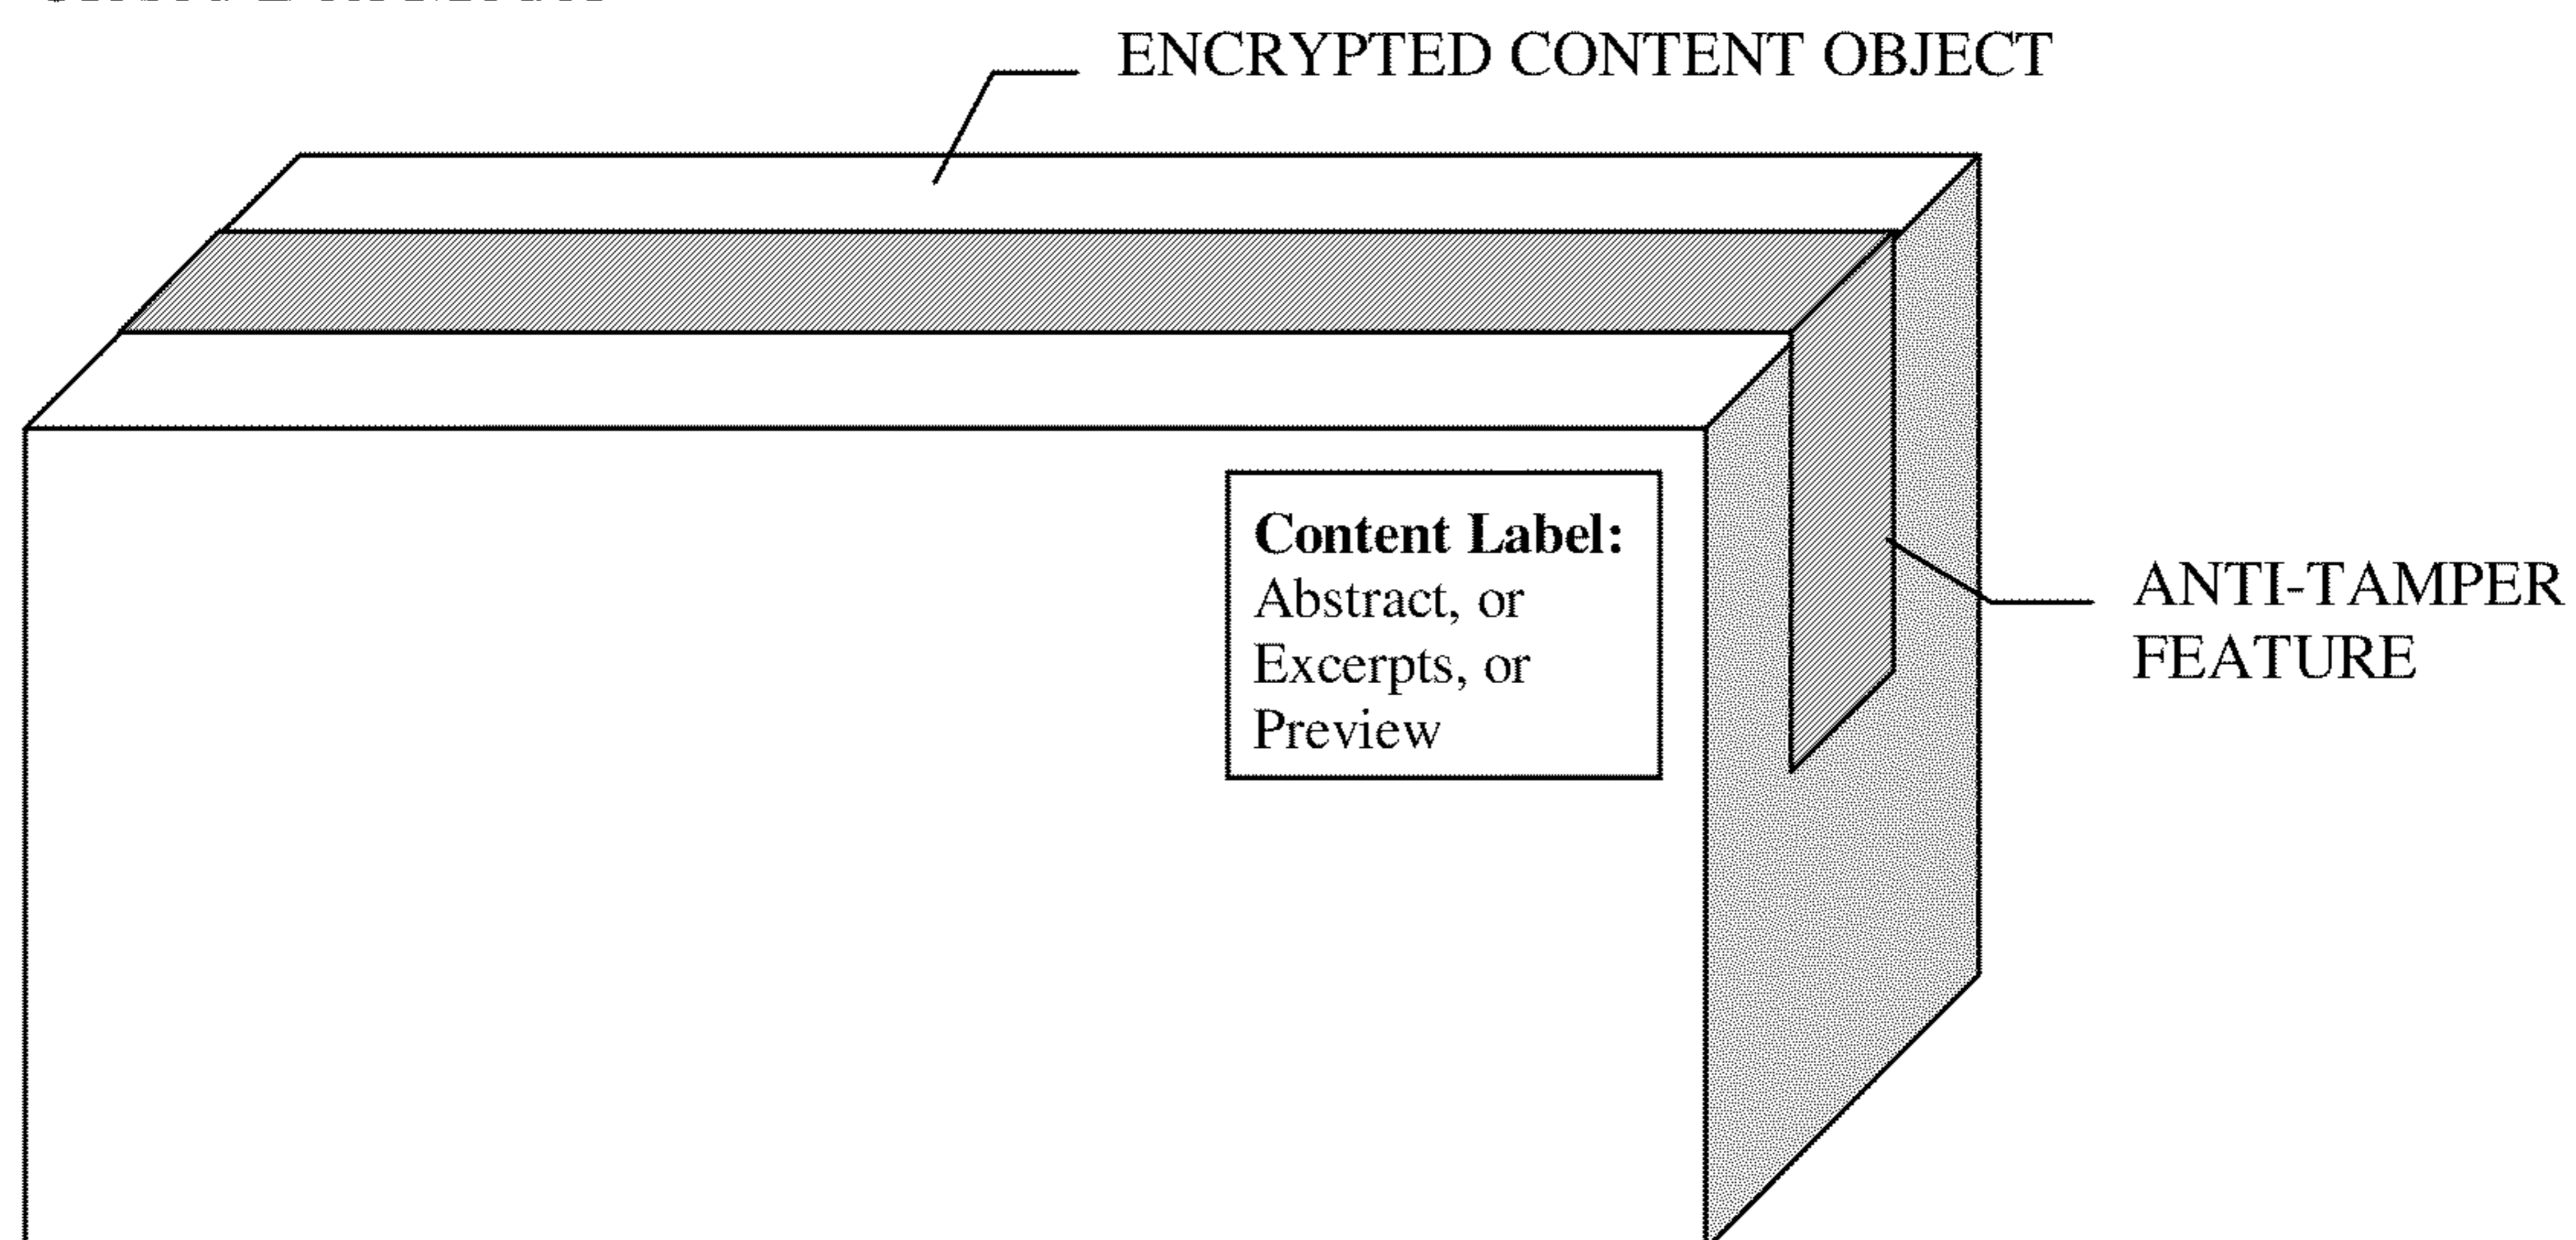 ENCRYPTED CONTENT OBJECT
Content Label:
Abstract, or
Excerpts, or
Preview
ANTI-TAMPER
FEATURE